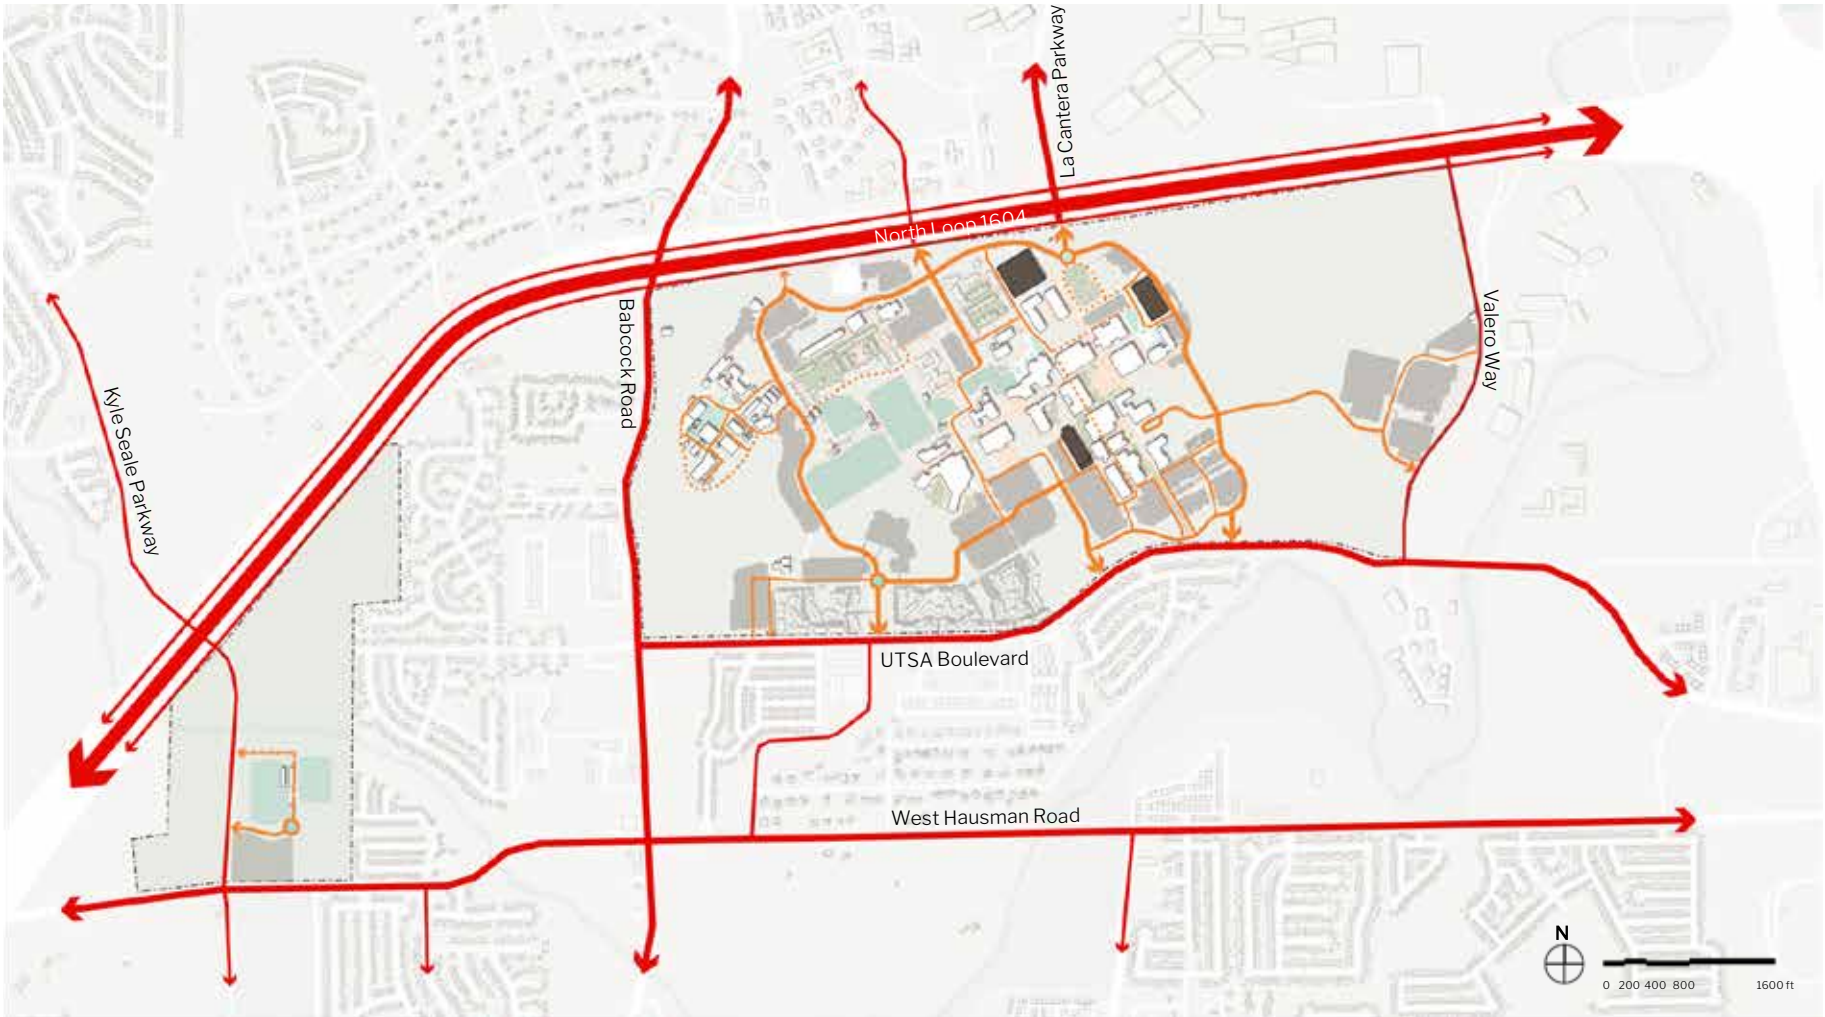 La Cantera Parkway
North Loop 1604
Babcock Road
Valero Way
Kyle Seale Parkway
UTSA Boulevard
West Hausman Road
N
0 200 400 800 1600 ft